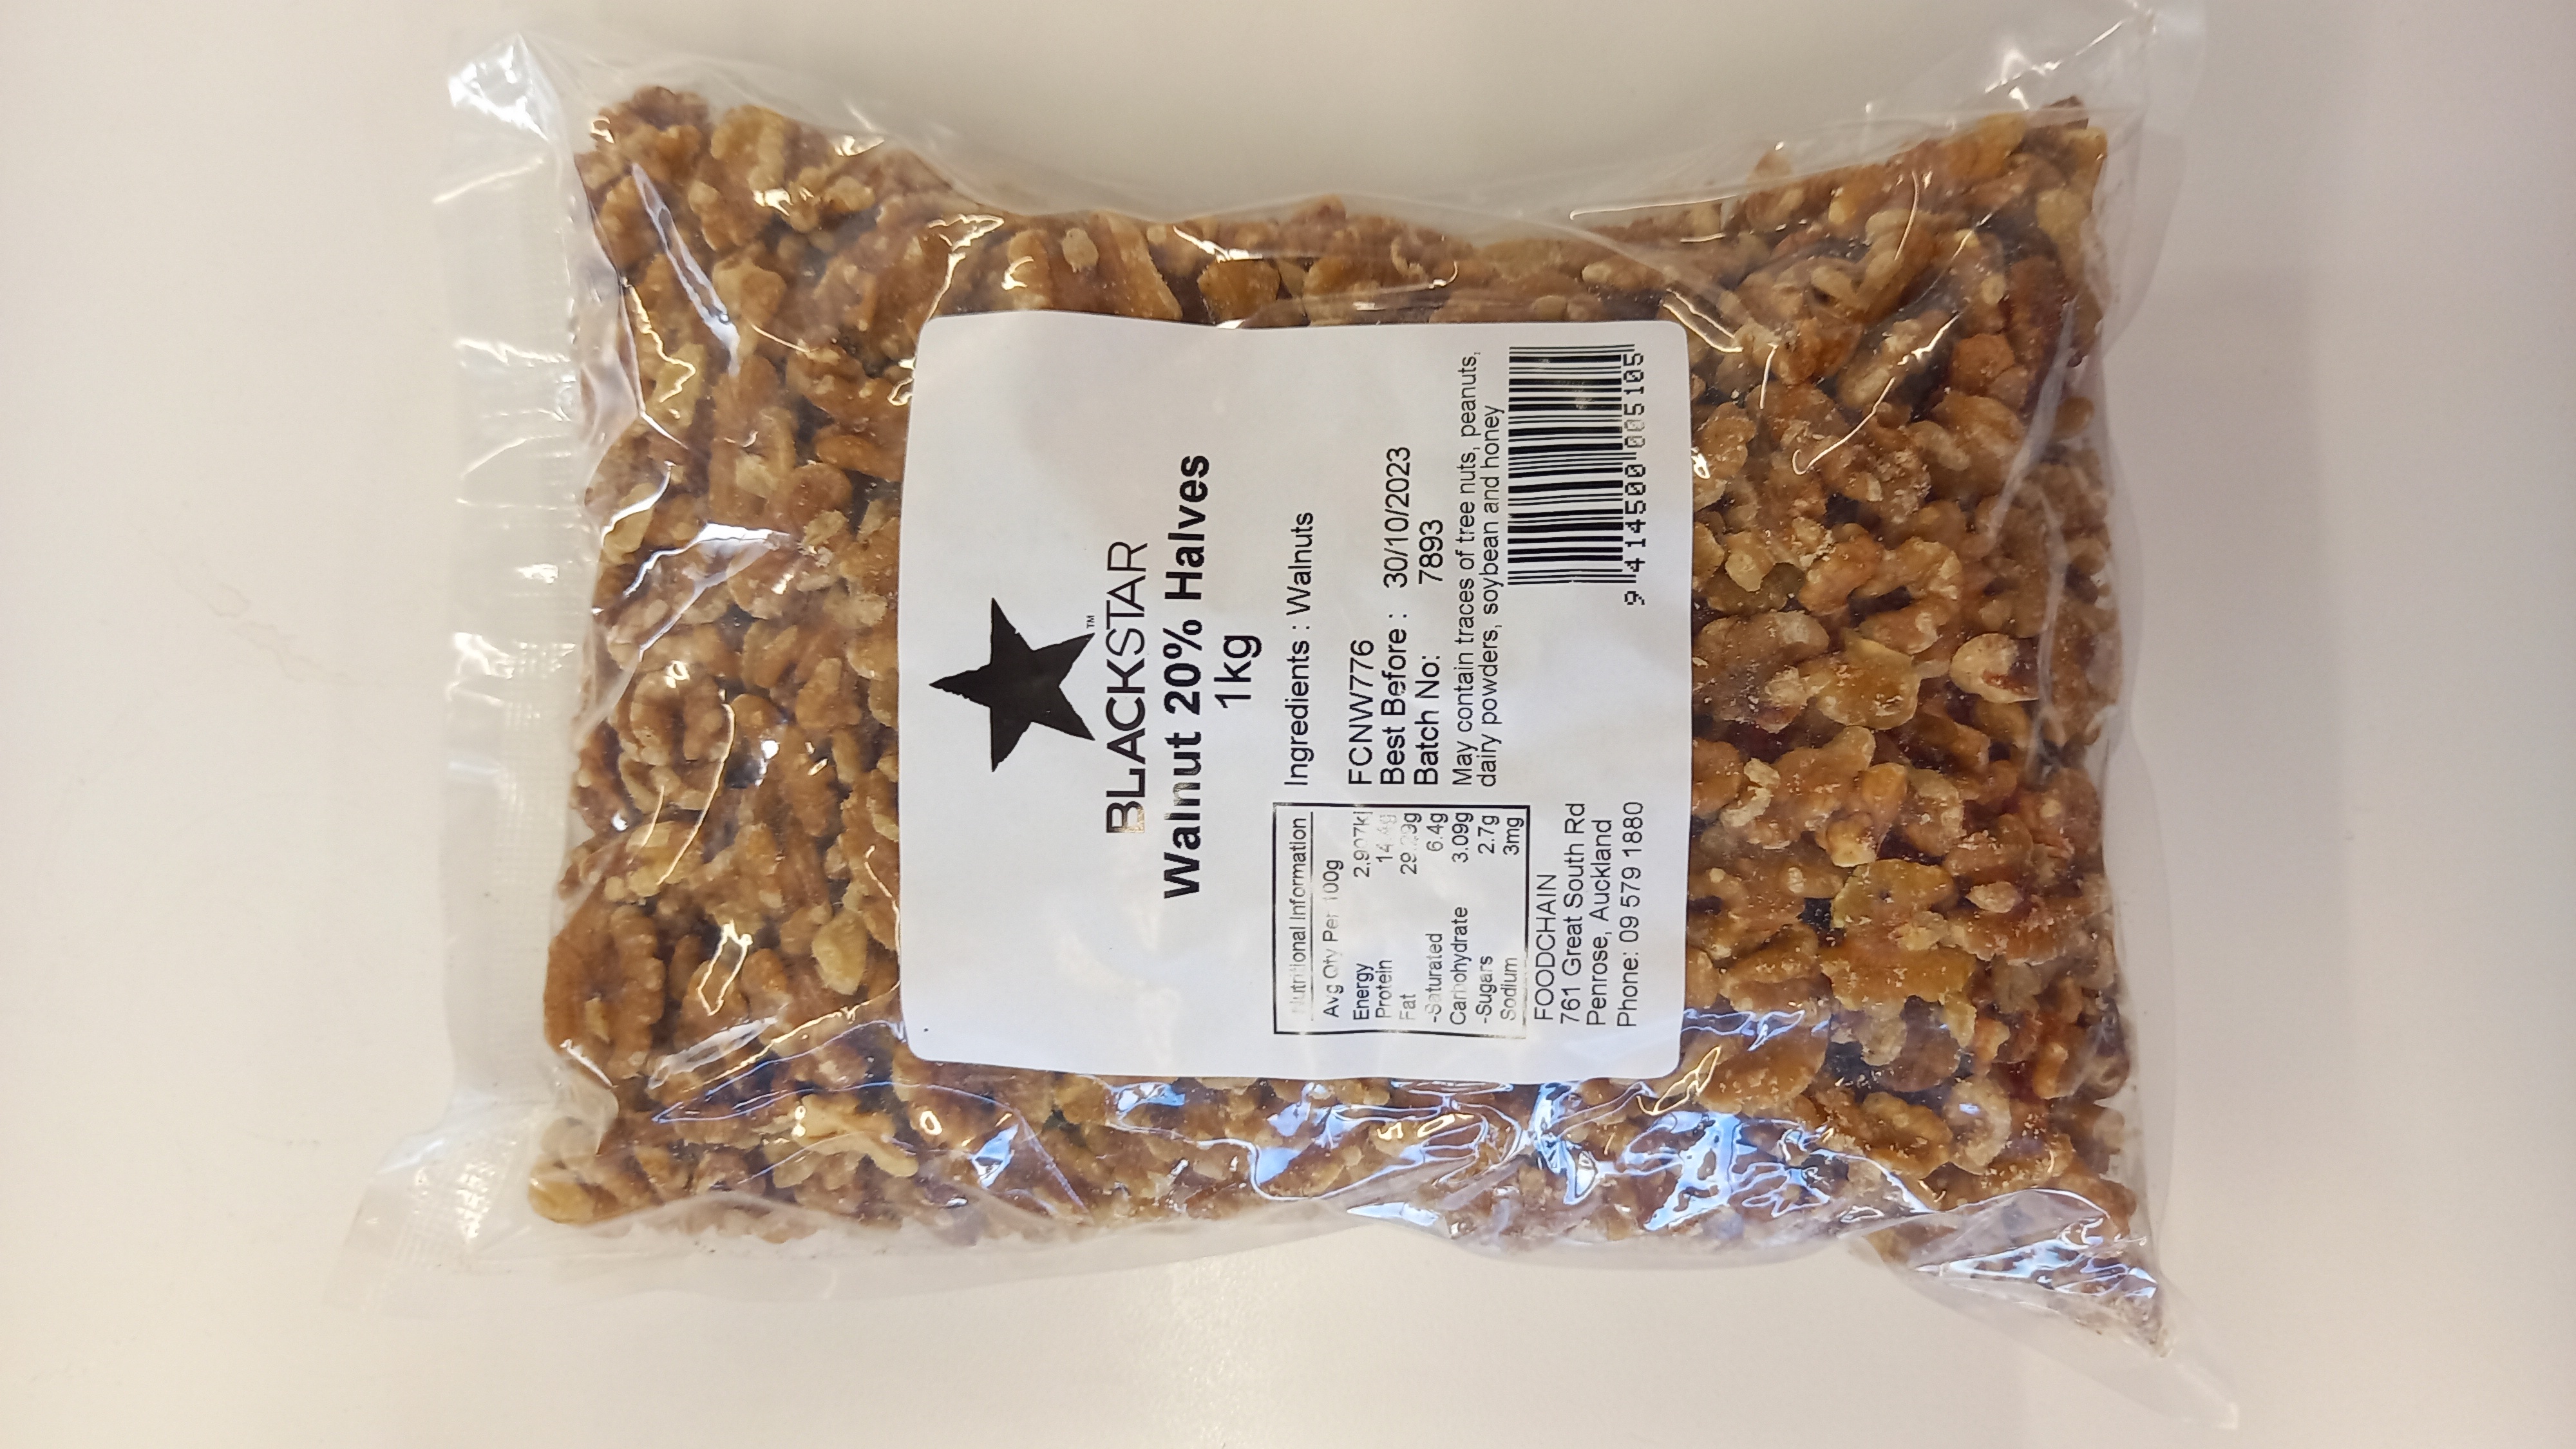 BLACKSTAR™
Walnut 20% Halves
1kg
Ingredients : Walnuts
FCNW776
Best Before : 30/10/2023
Batch No: 7893
May contain traces of tree nuts, peanuts,
dairy powders, soybean and honey
9 414500 005105
Nutritional Information
Avg Qty Per 100g
Energy 2,907kj
Protein 14.4g
Fat
-Saturated 6.4g
Carbohydrate 3.09g
-Sugars 2.7g
Sodium 3mg
FOODCHAIN
761 Great South Rd
Penrose, Auckland
Phone: 09 579 1880